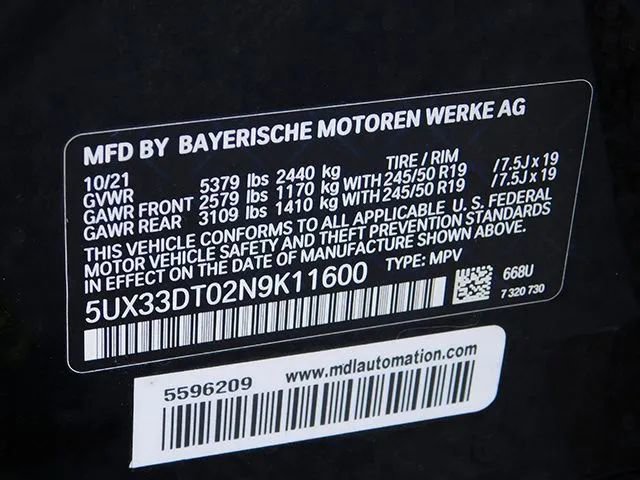 MFD BY BAYERISCHE MOTOREN WERKE AG
10/21 TIRE / RIM
GVWR 5379 lbs 2440 kg
GAWR FRONT 2579 lbs 1170 kg WITH 245/50 R19 /7.5J x 19
GAWR REAR 3109 lbs 1410 kg WITH 245/50 R19 /7.5J x 19
THIS VEHICLE CONFORMS TO ALL APPLICABLE U.S. FEDERAL
MOTOR VEHICLE SAFETY AND THEFT PREVENTION STANDARDS
IN EFFECT ON THE DATE OF MANUFACTURE SHOWN ABOVE.
5UX33DT02N9K11600 TYPE: MPV
668U
7 320 730
5596209 www.mdlautomation.com